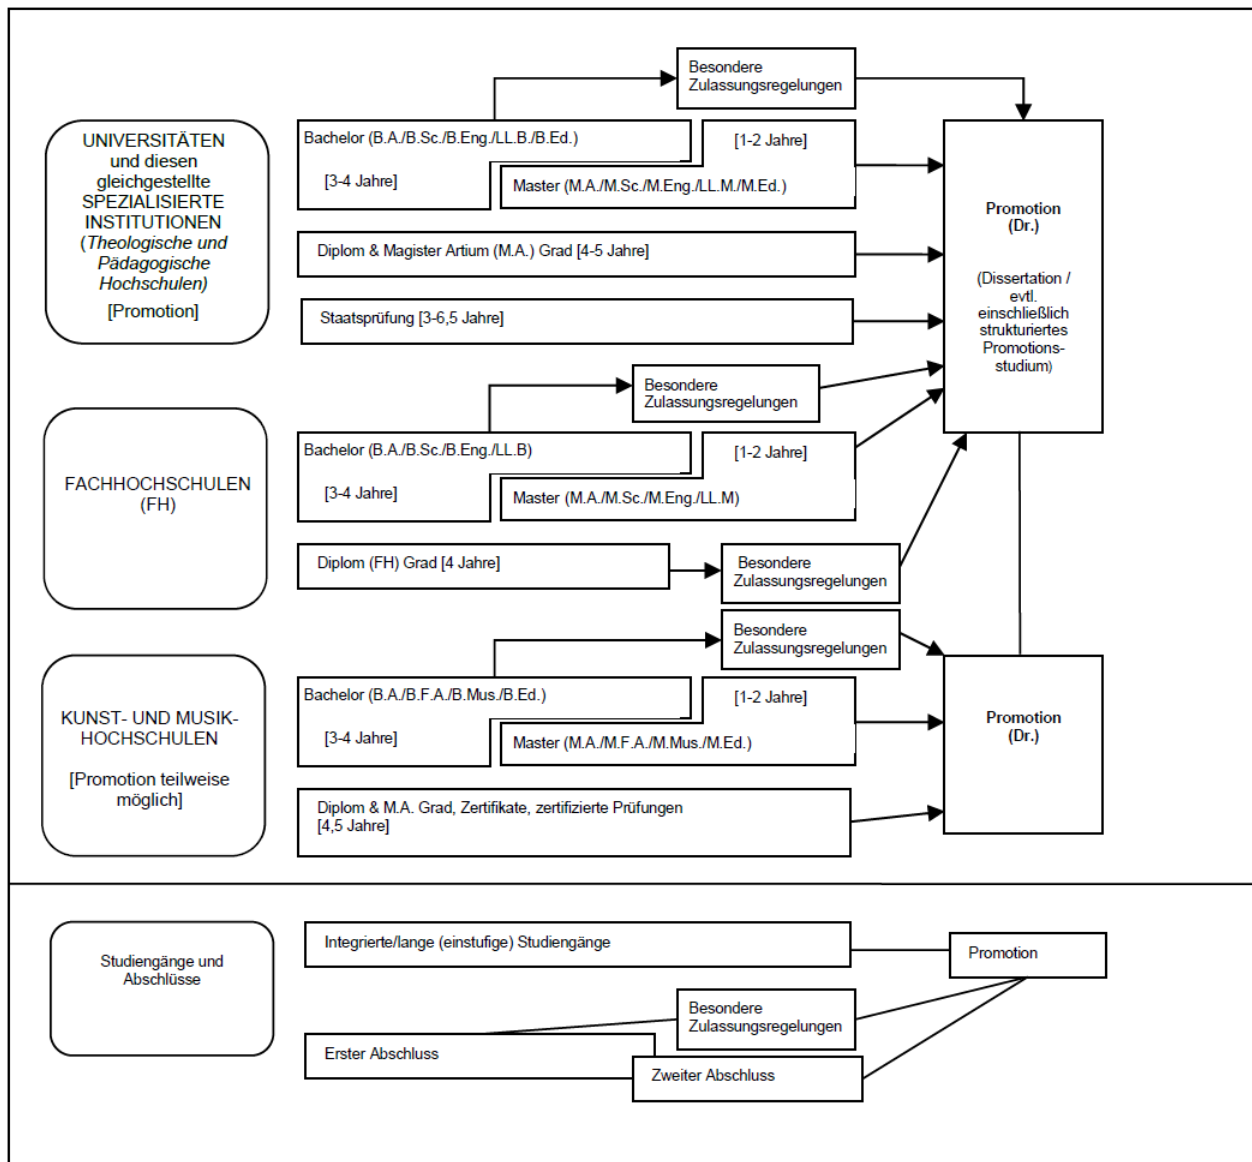 Besondere
Zulassungsregelungen
UNIVERSITÄTEN
und diesen
gleichgestellte
SPEZIALISIERTE
INSTITUTIONEN
(Theologische und
Pädagogische
Hochschulen)
[Promotion]
Bachelor (B.A./B.Sc./B.Eng./LL.B./B.Ed.)
[3-4 Jahre]
[1-2 Jahre]
Master (M.A./M.Sc./M.Eng./LL.M./M.Ed.)
Diplom & Magister Artium (M.A.) Grad [4-5 Jahre]
Staatsprüfung [3-6,5 Jahre]
Promotion
(Dr.)
(Dissertation /
evtl.
einschließlich
strukturiertes
Promotions-
studium)
Besondere
Zulassungsregelungen
FACHHOCHSCHULEN
(FH)
Bachelor (B.A./B.Sc./B.Eng./LL.B)
[3-4 Jahre]
[1-2 Jahre]
Master (M.A./M.Sc./M.Eng./LL.M)
Diplom (FH) Grad [4 Jahre]
Besondere
Zulassungsregelungen
Besondere
Zulassungsregelungen
KUNST- UND MUSIK-
HOCHSCHULEN
[Promotion teilweise
möglich]
Bachelor (B.A./B.F.A./B.Mus./B.Ed.)
[3-4 Jahre]
[1-2 Jahre]
Master (M.A./M.F.A./M.Mus./M.Ed.)
Diplom & M.A. Grad, Zertifikate, zertifizierte Prüfungen
[4,5 Jahre]
Promotion
(Dr.)
Studiengänge und
Abschlüsse
Integrierte/lange (einstufige) Studiengänge
Promotion
Besondere
Zulassungsregelungen
Erster Abschluss
Zweiter Abschluss